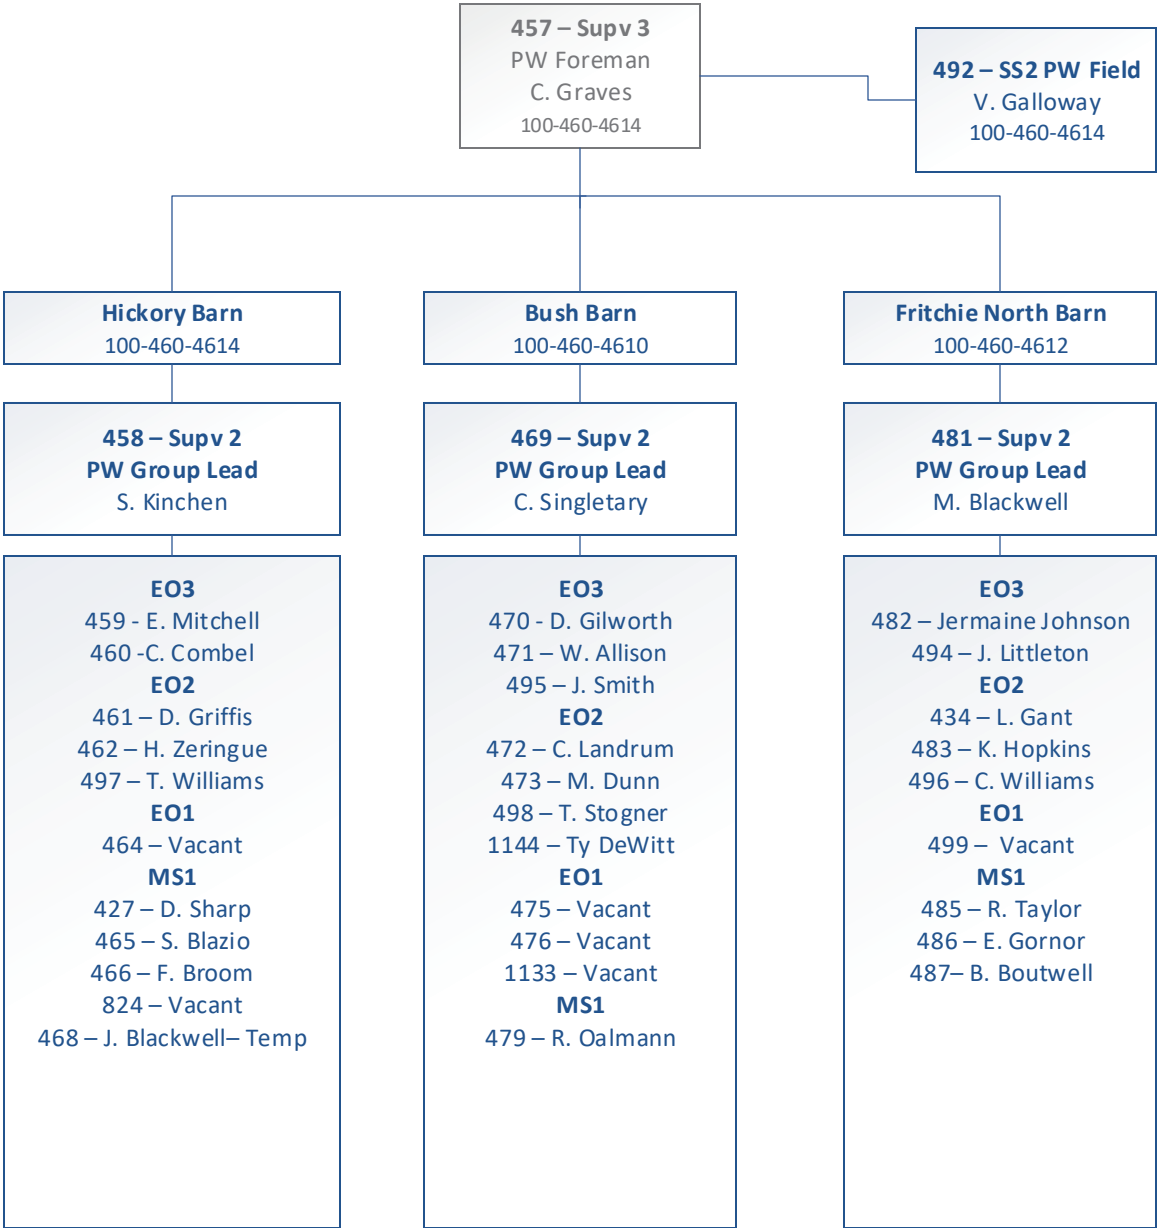 457 – Supv 3
PW Foreman
C. Graves
100-460-4614
492 – SS2 PW Field
V. Galloway
100-460-4614
Hickory Barn
100-460-4614
458 – Supv 2
PW Group Lead
S. Kinchen
EO3
459 - E. Mitchell
460 -C. Combel
EO2
461 – D. Griffis
462 – H. Zeringue
497 – T. Williams
EO1
464 – Vacant
MS1
427 – D. Sharp
465 – S. Blazio
466 – F. Broom
824 – Vacant
468 – J. Blackwell– Temp
Bush Barn
100-460-4610
469 – Supv 2
PW Group Lead
C. Singletary
EO3
470 - D. Gilworth
471 – W. Allison
495 – J. Smith
EO2
472 – C. Landrum
473 – M. Dunn
498 – T. Stogner
1144 – Ty DeWitt
EO1
475 – Vacant
476 – Vacant
1133 – Vacant
MS1
479 – R. Oalmann
Fritchie North Barn
100-460-4612
481 – Supv 2
PW Group Lead
M. Blackwell
EO3
482 – Jermaine Johnson
494 – J. Littleton
EO2
434 – L. Gant
483 – K. Hopkins
496 – C. Williams
EO1
499 – Vacant
MS1
485 – R. Taylor
486 – E. Gornor
487– B. Boutwell